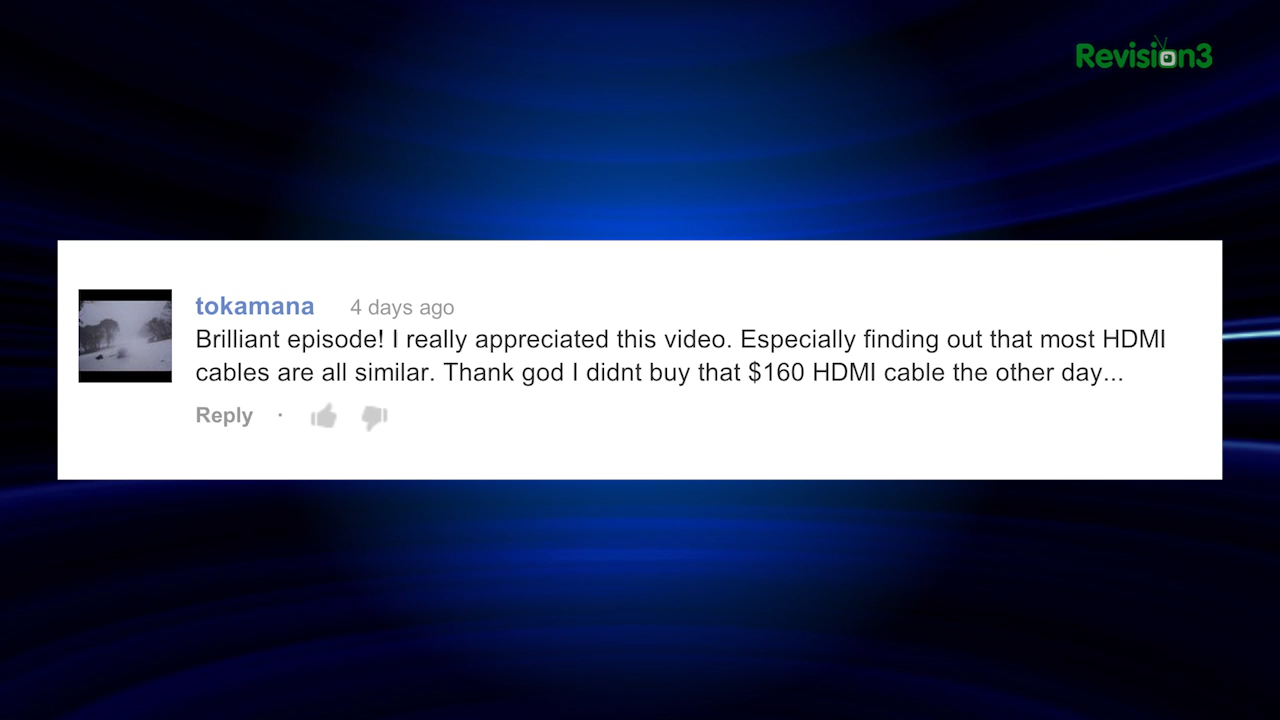 Revision3
tokamana 4 days ago
Brilliant episode! I really appreciated this video. Especially finding out that most HDMI
cables are all similar. Thank god I didnt buy that $160 HDMI cable the other day...
Reply ·